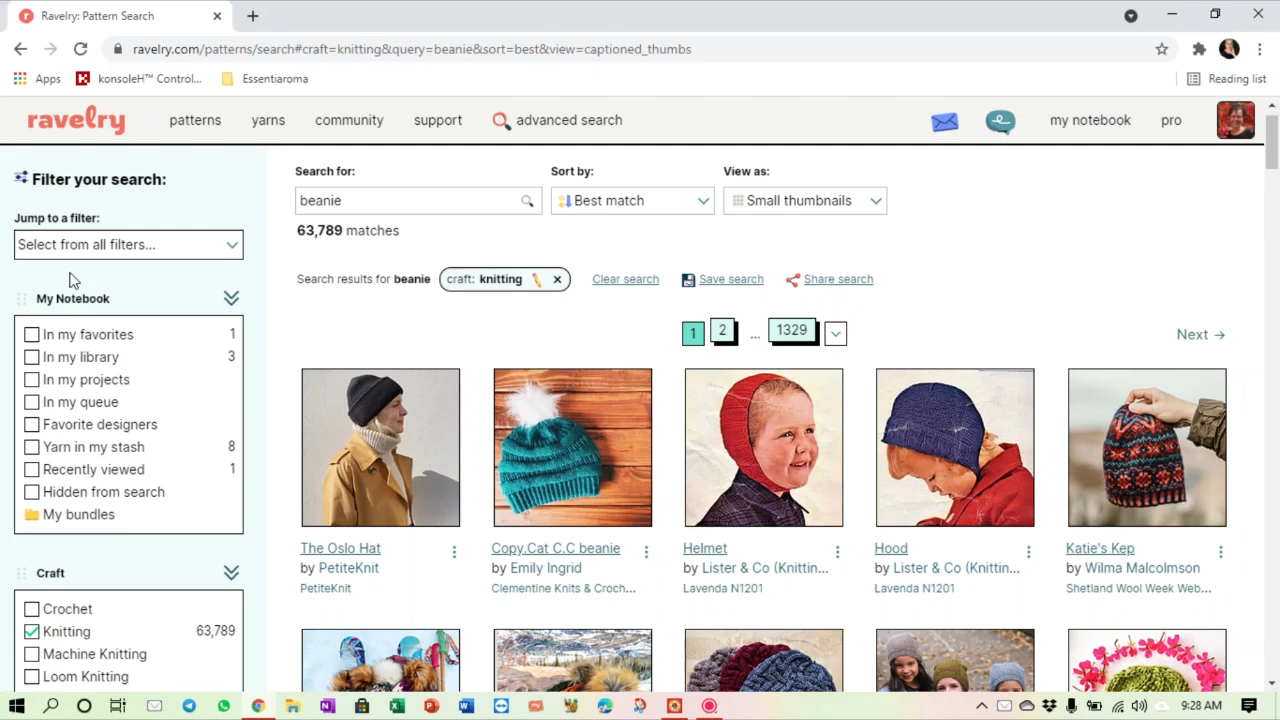 Ravelry: Pattern Search
ravelry.com/patterns/search#craft=knitting&query=beanie&sort=best&view=captioned_thumbs
Apps
konsoleH™ Control...
Essentiaroma
Reading list
ravelry
patterns
yarns
community
support
advanced search
my notebook
pro
Filter your search:
Jump to a filter:
Select from all filters...
My Notebook
In my favorites 1
In my library 3
In my projects
In my queue
Favorite designers
Yarn in my stash 8
Recently viewed 1
Hidden from search
My bundles
Craft
Crochet
Knitting 63,789
Machine Knitting
Loom Knitting
Search for:
beanie
Sort by:
Best match
View as:
Small thumbnails
63,789 matches
Search results for beanie
craft: knitting
Clear search
Save search
Share search
1 2 ... 1329
Next →
The Oslo Hat
by PetiteKnit
PetiteKnit
Copy.Cat C.C beanie
by Emily Ingrid
Clementine Knits & Croch...
Helmet
by Lister & Co (Knittin...
Lavenda N1201
Hood
by Lister & Co (Knittin...
Lavenda N1201
Katie's Kep
by Wilma Malcolmson
Shetland Wool Week Web...
9:28 AM